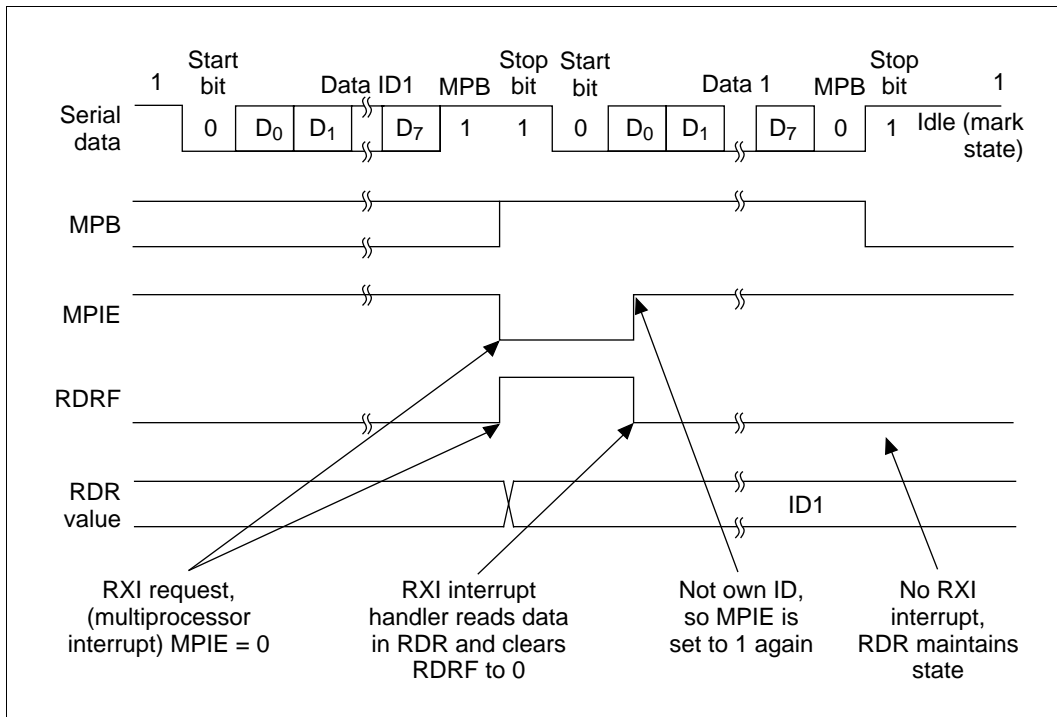 1 Start bit Data ID1 MPB Stop bit Start bit Data 1 MPB Stop bit 1
Serial data 0 D0 D1 D7 1 1 0 D0 D1 D7 0 1 Idle (mark state)
MPB
MPIE
RDRF
RDR value ID1
RXI request,
(multiprocessor
interrupt) MPIE = 0
RXI interrupt
handler reads data
in RDR and clears
RDRF to 0
Not own ID,
so MPIE is
set to 1 again
No RXI
interrupt,
RDR maintains
state